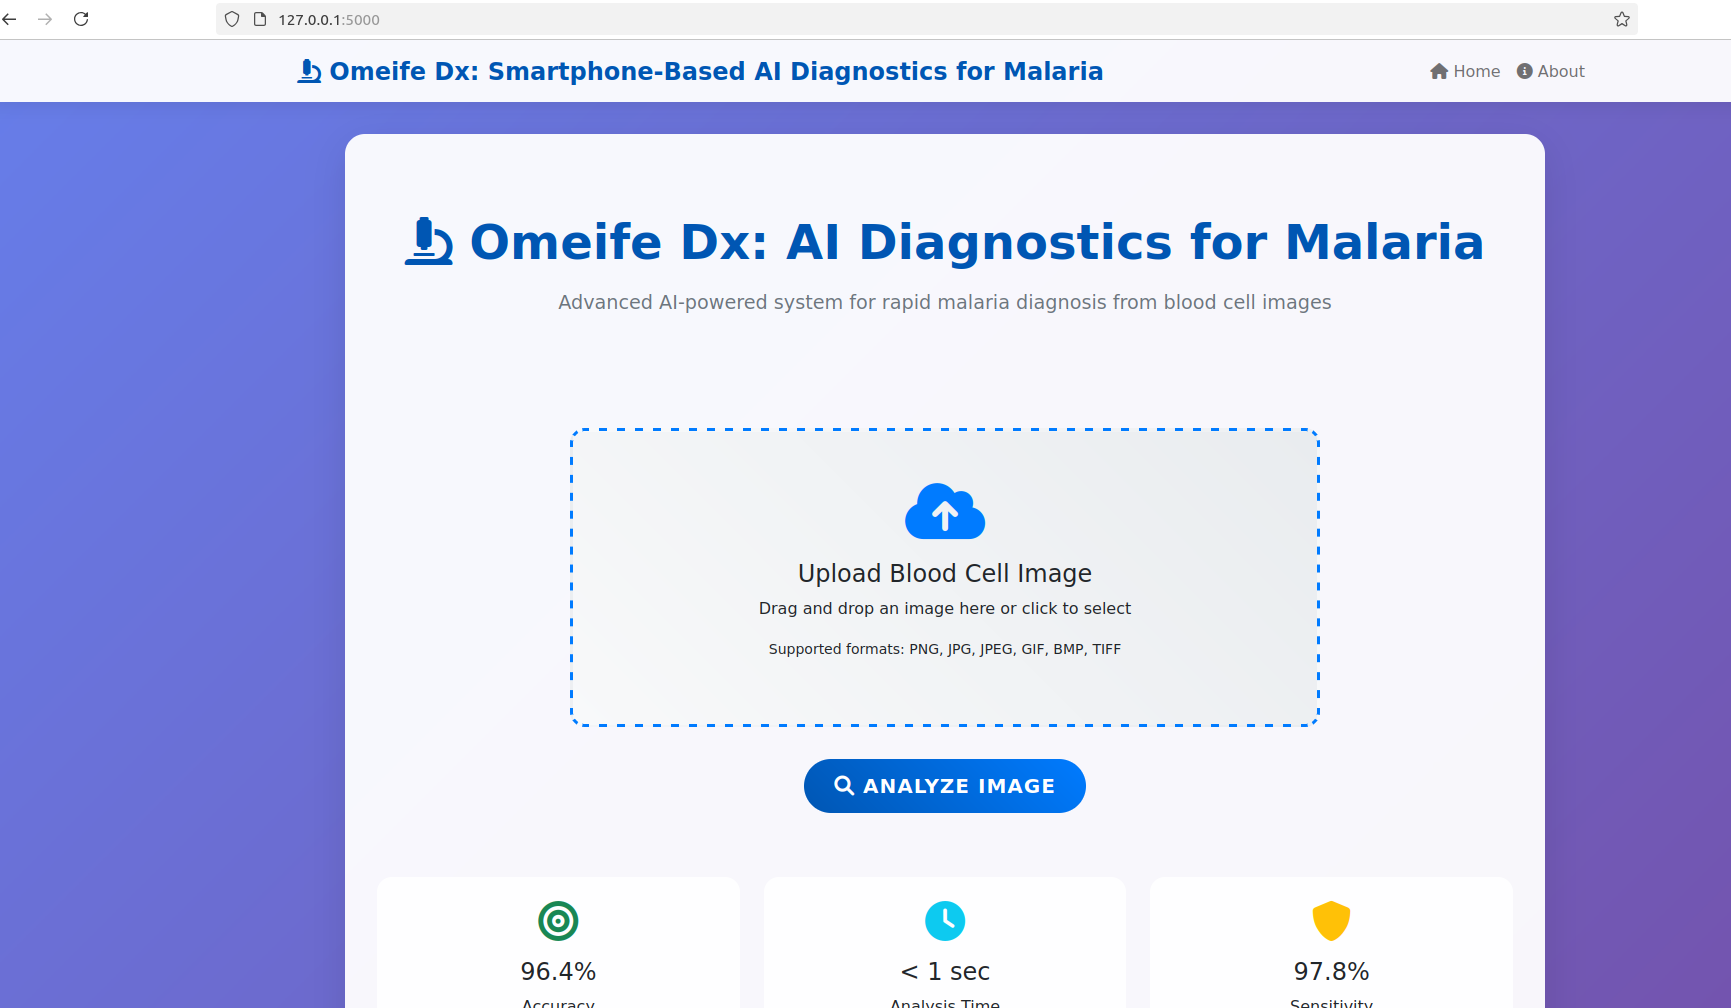 127.0.0.1:5000
Omeife Dx: Smartphone-Based AI Diagnostics for Malaria
Home
About
Omeife Dx: AI Diagnostics for Malaria
Advanced AI-powered system for rapid malaria diagnosis from blood cell images
Upload Blood Cell Image
Drag and drop an image here or click to select
Supported formats: PNG, JPG, JPEG, GIF, BMP, TIFF
ANALYZE IMAGE
96.4%
Accuracy
< 1 sec
Analysis Time
97.8%
Sensitivity